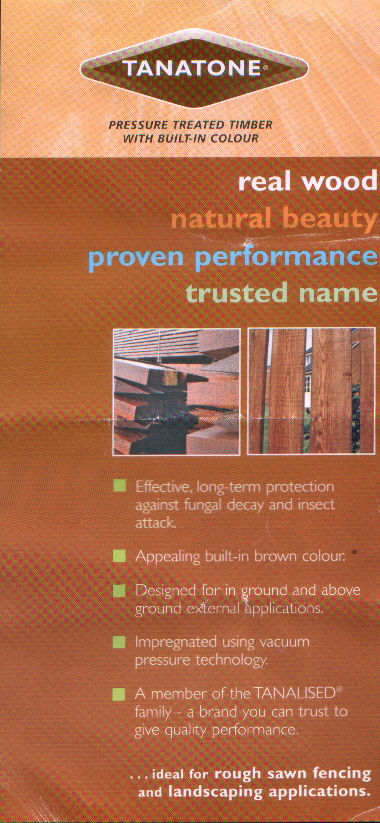 TANATONE®
PRESSURE TREATED TIMBER
WITH BUILT-IN COLOUR
real wood
natural beauty
proven performance
trusted name
Effective, long-term protection
against fungal decay and insect
attack.
Appealing built-in brown colour.
Designed for in ground and above
ground external applications.
Impregnated using vacuum
pressure technology.
A member of the TANALISED®
family - a brand you can trust to
give quality performance.
...ideal for rough sawn fencing
and landscaping applications.